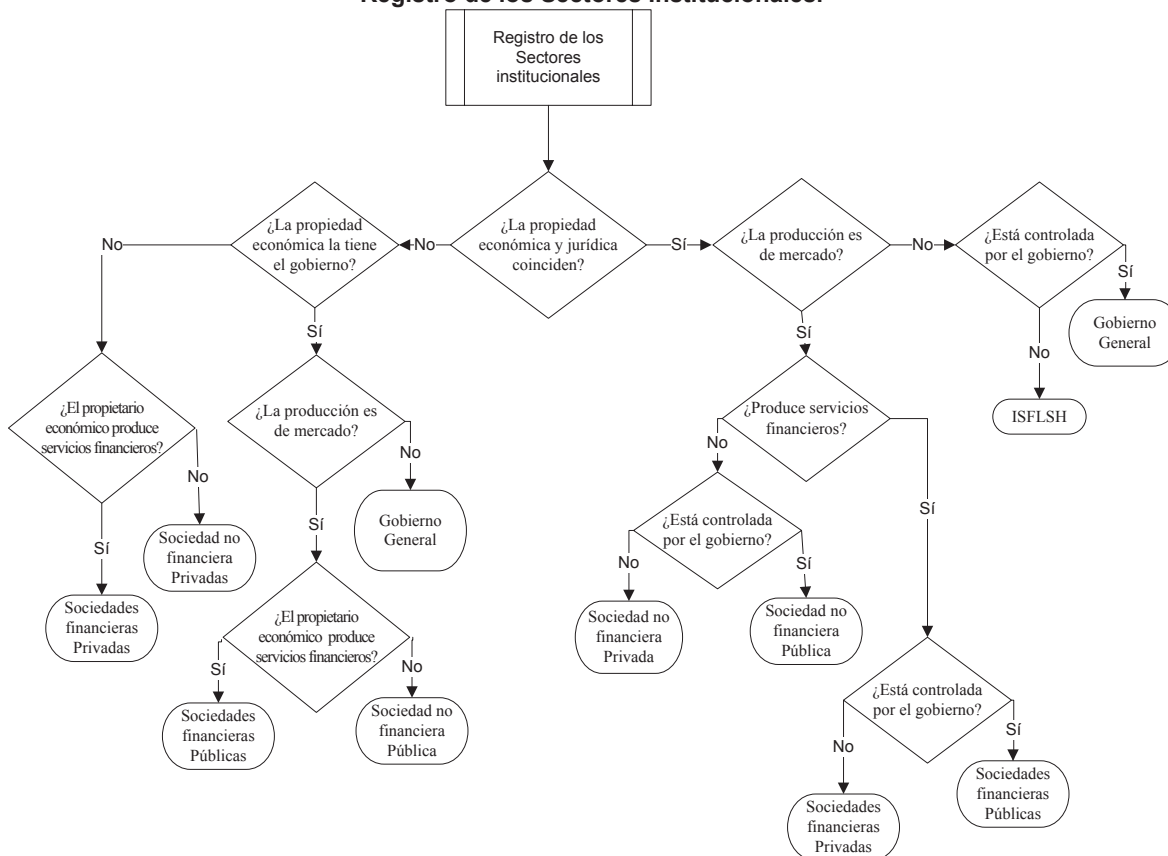 Registro de los Sectores Institucionales.
Registro de los
Sectores
institucionales
¿La propiedad
económica la tiene
el gobierno?
¿La propiedad
económica y jurídica
coinciden?
¿La producción es
de mercado?
¿Está controlada
por el gobierno?
No
No
Sí
No
Sí
Gobierno
General
No
ISFLSH
Sí
Sí
¿El propietario
económico produce
servicios financieros?
¿La producción es
de mercado?
¿Produce servicios
financieros?
No
No
No
Sí
Sociedad no
financiera
Privadas
Sí
Sociedades
financieras
Privadas
Gobierno
General
Sí
¿Está controlada
por el gobierno?
No
Sí
Sociedad no
financiera
Privada
Sociedad no
financiera
Pública
¿El propietario
económico produce
servicios financieros?
Sí
No
Sociedades
financieras
Públicas
Sociedad no
financiera
Pública
¿Está controlada
por el gobierno?
No
Sí
Sociedades
financieras
Privadas
Sociedades
financieras
Públicas